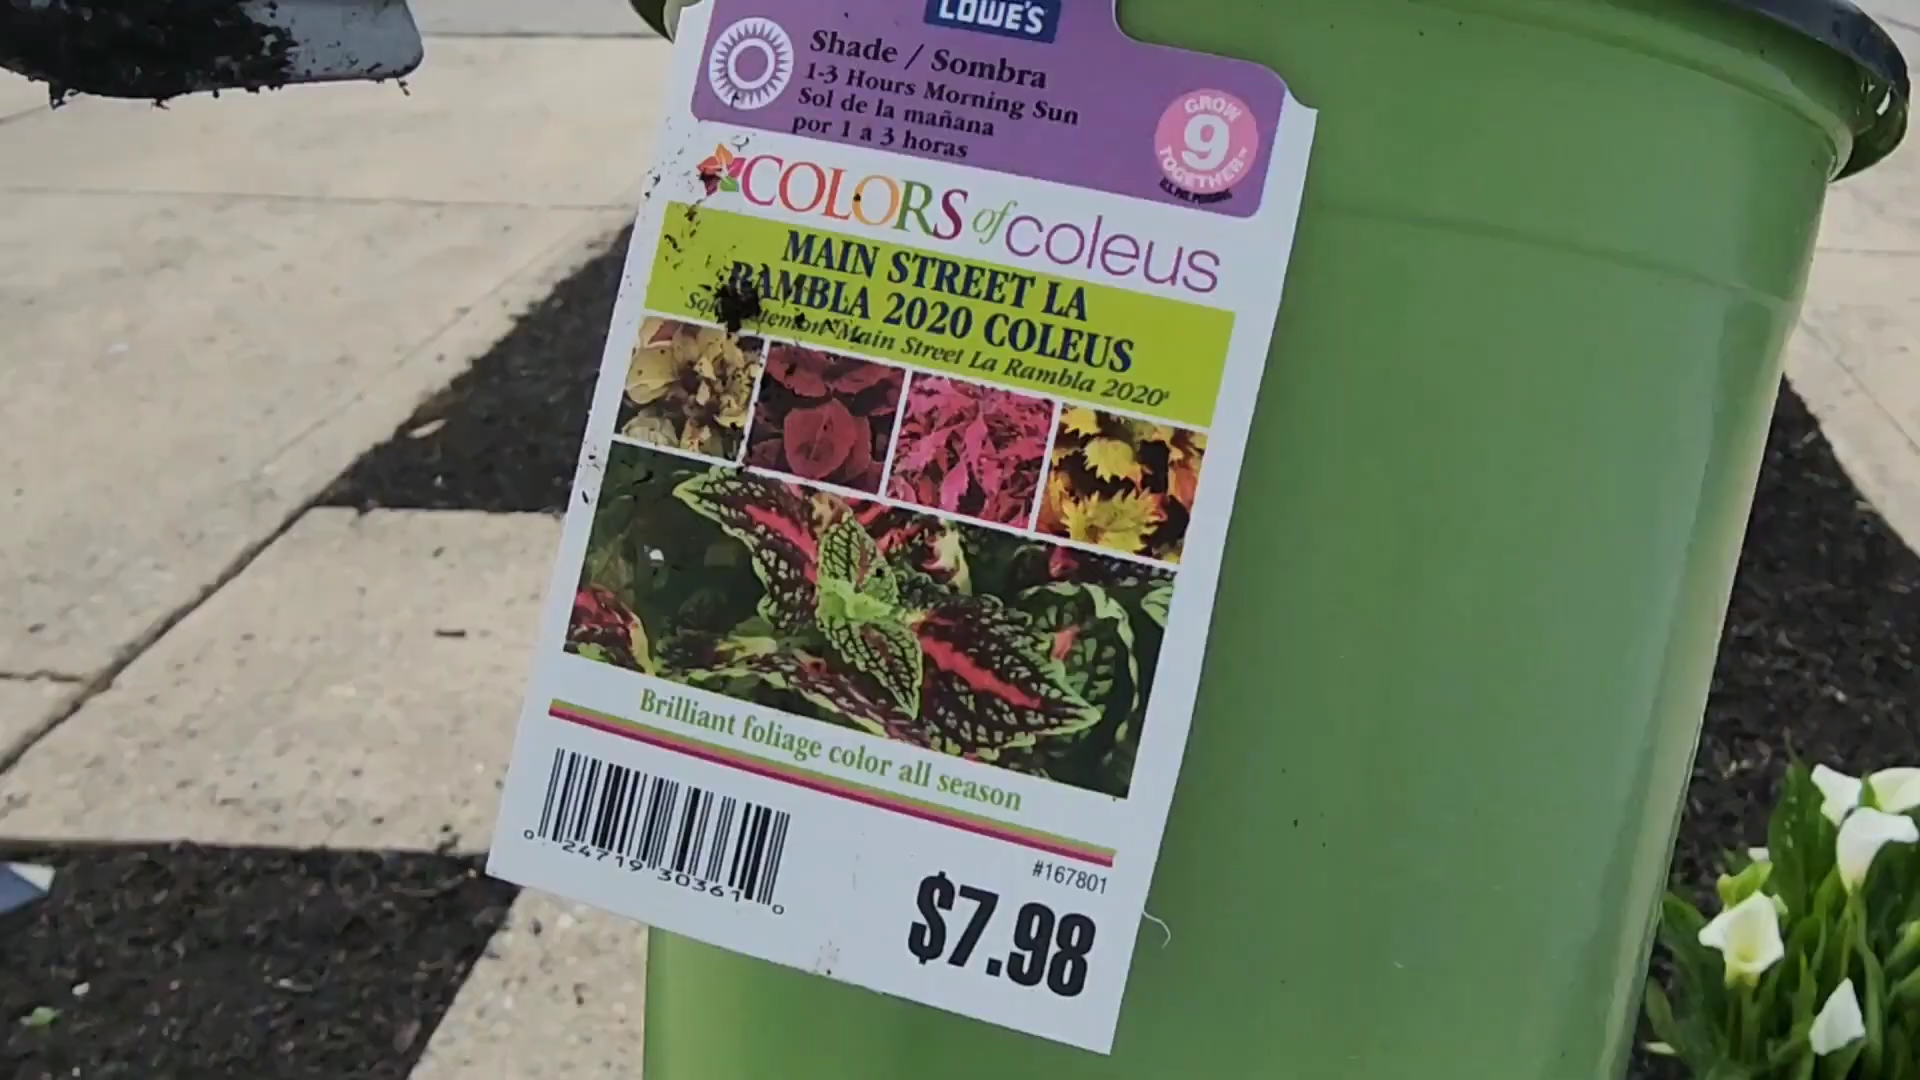 LOWE'S
Shade / Sombra
1-3 Hours Morning Sun
Sol de la mañana
por 1 a 3 horas
GROW
9
TOGETHER™
COLORS of coleus
MAIN STREET LA
RAMBLA 2020 COLEUS
'Main Street La Rambla 2020'
Brilliant foliage color all season
0 24719 30361 0
#167801
$7.98